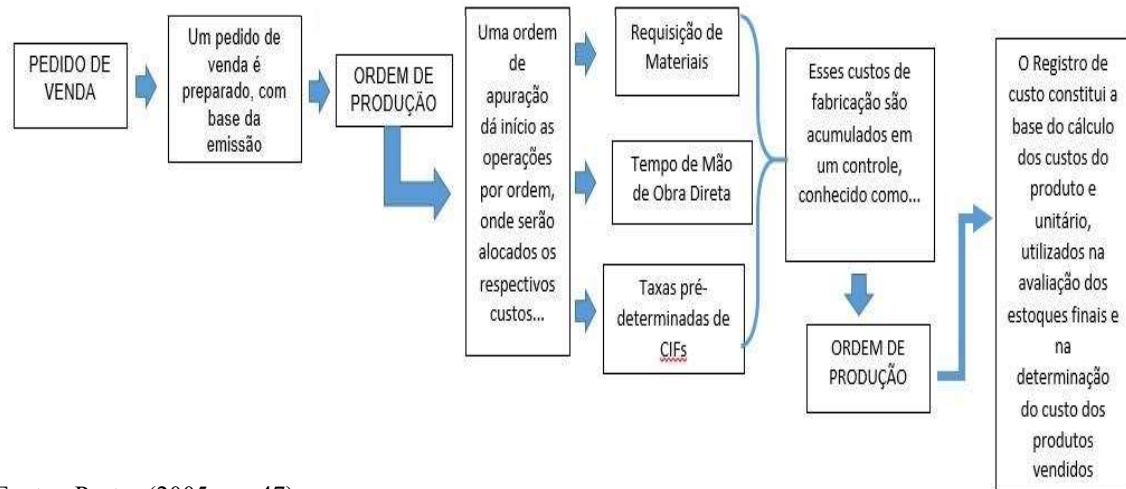 PEDIDO DE
VENDA
Um pedido de
venda é
preparado, com
base da
emissão
ORDEM DE
PRODUÇÃO
Uma ordem
de
apuração
dá início as
operações
por ordem,
onde serão
alocados os
respectivos
custos...
Requisição de
Materiais
Tempo de Mão
de Obra Direta
Taxas pré-
determinadas de
CIFs
Esses custos de
fabricação são
acumulados em
um controle,
conhecido como...
ORDEM DE
PRODUÇÃO
O Registro de
custo constitui a
base do cálculo
dos custos do
produto e
unitário,
utilizados na
avaliação dos
estoques finais e
na
determinação
do custo dos
produtos
vendidos